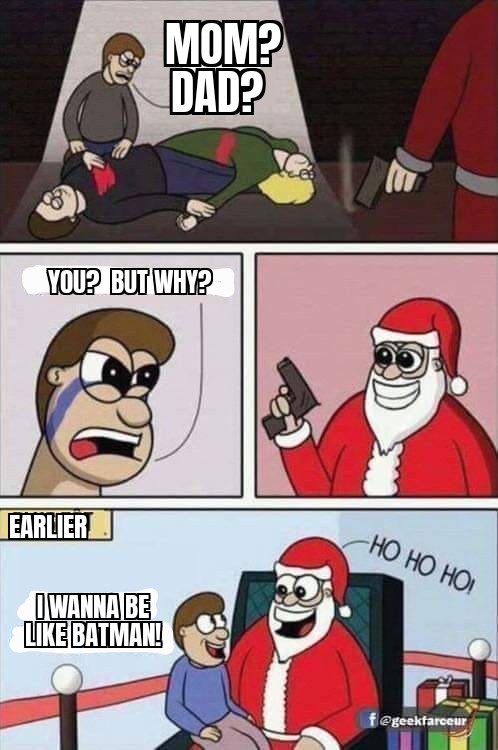 MOM?
DAD?
YOU? BUT WHY?
EARLIER
HO HO HO!
I WANNA BE
LIKE BATMAN!
f @geekfarceur